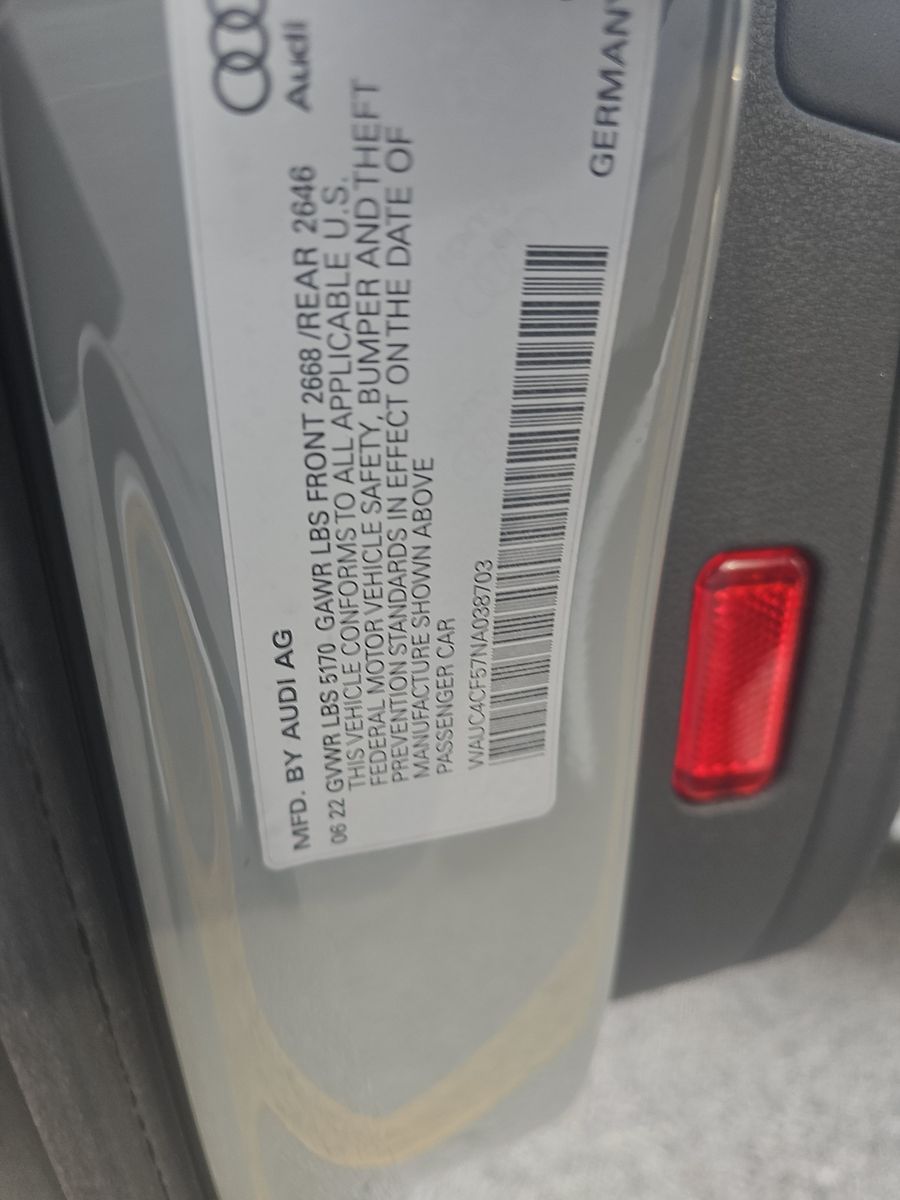 MFD. BY AUDI AG
06 22 GVWR LBS 5170 GAWR LBS FRONT 2668 /REAR 2646
THIS VEHICLE CONFORMS TO ALL APPLICABLE U.S.
FEDERAL MOTOR VEHICLE SAFETY, BUMPER AND THEFT
PREVENTION STANDARDS IN EFFECT ON THE DATE OF
MANUFACTURE SHOWN ABOVE
PASSENGER CAR
WAUC4CF57NA038703
Audi
GERMANY